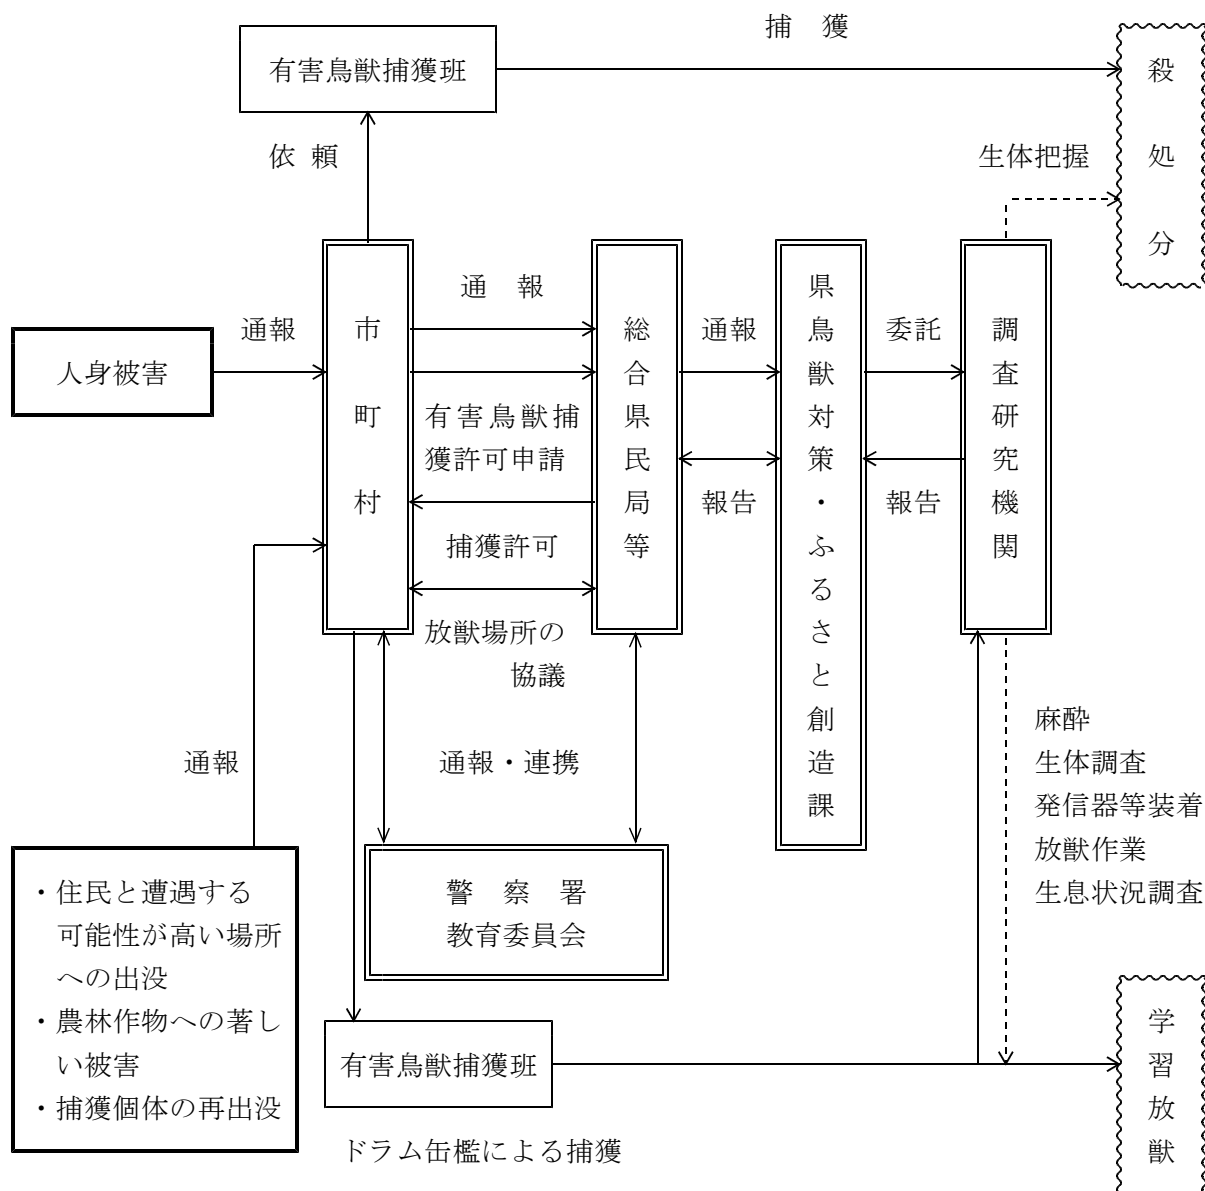 捕　獲
有害鳥獣捕獲班
殺処分
依 頼
生体把握
人身被害
通報
市町村
通　報
有害鳥獣捕
獲許可申請
捕獲許可
放獣場所の
協議
総合県民局等
通報
報告
県鳥獣対策・ふるさと創造課
委託
報告
調査研究機関
通報
通報・連携
麻酔
生体調査
発信器等装着
放獣作業
生息状況調査
警　察　署
教育委員会
・住民と遭遇する
可能性が高い場所
への出没
・農林作物への著し
い被害
・捕獲個体の再出没
有害鳥獣捕獲班
学習放獣
ドラム缶檻による捕獲